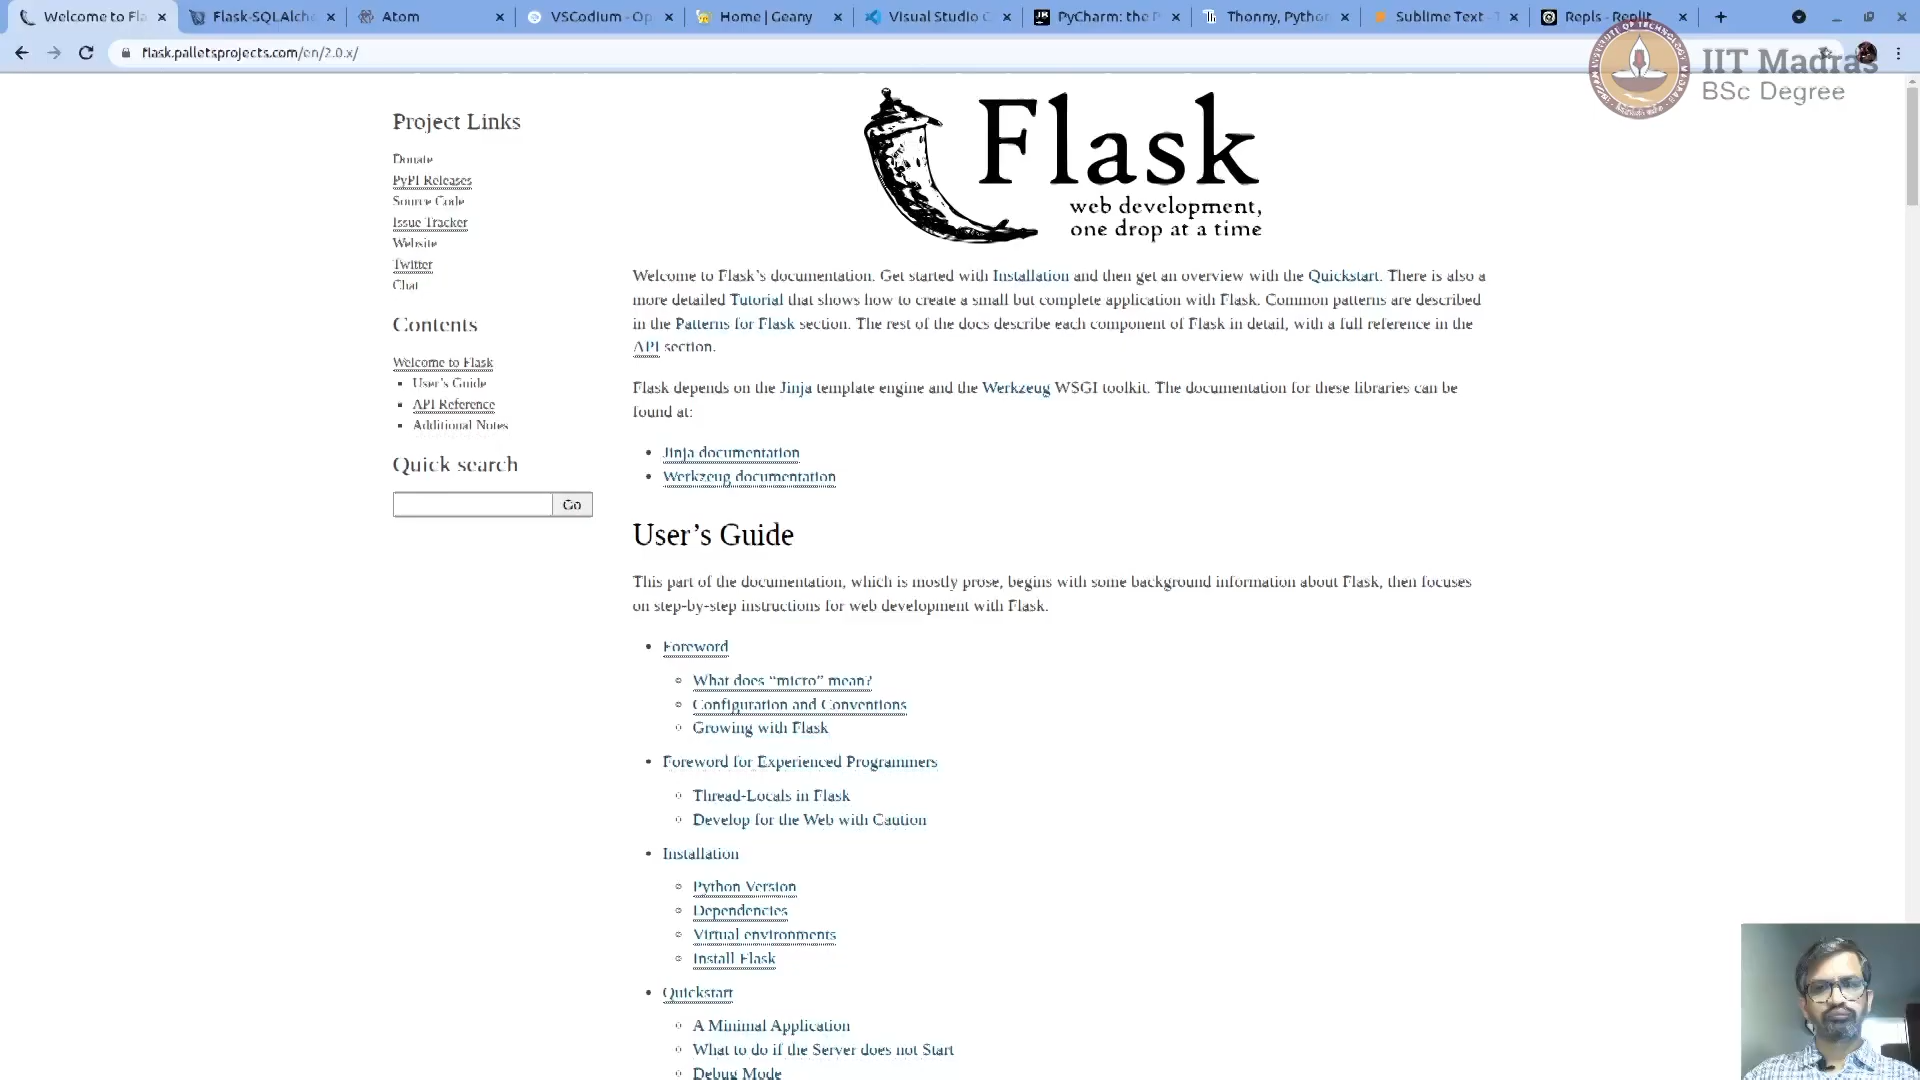 Welcome to Fla
Flask-SQLAlche
Atom
VSCodium - Op
Home | Geany
Visual Studio C
PyCharm: the P
Thonny, Python
Sublime Text - T
Repls - Replit
flask.palletsprojects.com/en/2.0.x/
IIT Madras
BSc Degree
Project Links
Donate
PyPI Releases
Source Code
Issue Tracker
Website
Twitter
Chat
Contents
Welcome to Flask
User's Guide
API Reference
Additional Notes
Quick search
Go
Flask
web development,
one drop at a time
Welcome to Flask's documentation. Get started with Installation and then get an overview with the Quickstart. There is also a
more detailed Tutorial that shows how to create a small but complete application with Flask. Common patterns are described
in the Patterns for Flask section. The rest of the docs describe each component of Flask in detail, with a full reference in the
API section.
Flask depends on the Jinja template engine and the Werkzeug WSGI toolkit. The documentation for these libraries can be
found at:
Jinja documentation
Werkzeug documentation
User's Guide
This part of the documentation, which is mostly prose, begins with some background information about Flask, then focuses
on step-by-step instructions for web development with Flask.
Foreword
What does “micro” mean?
Configuration and Conventions
Growing with Flask
Foreword for Experienced Programmers
Thread-Locals in Flask
Develop for the Web with Caution
Installation
Python Version
Dependencies
Virtual environments
Install Flask
Quickstart
A Minimal Application
What to do if the Server does not Start
Debug Mode